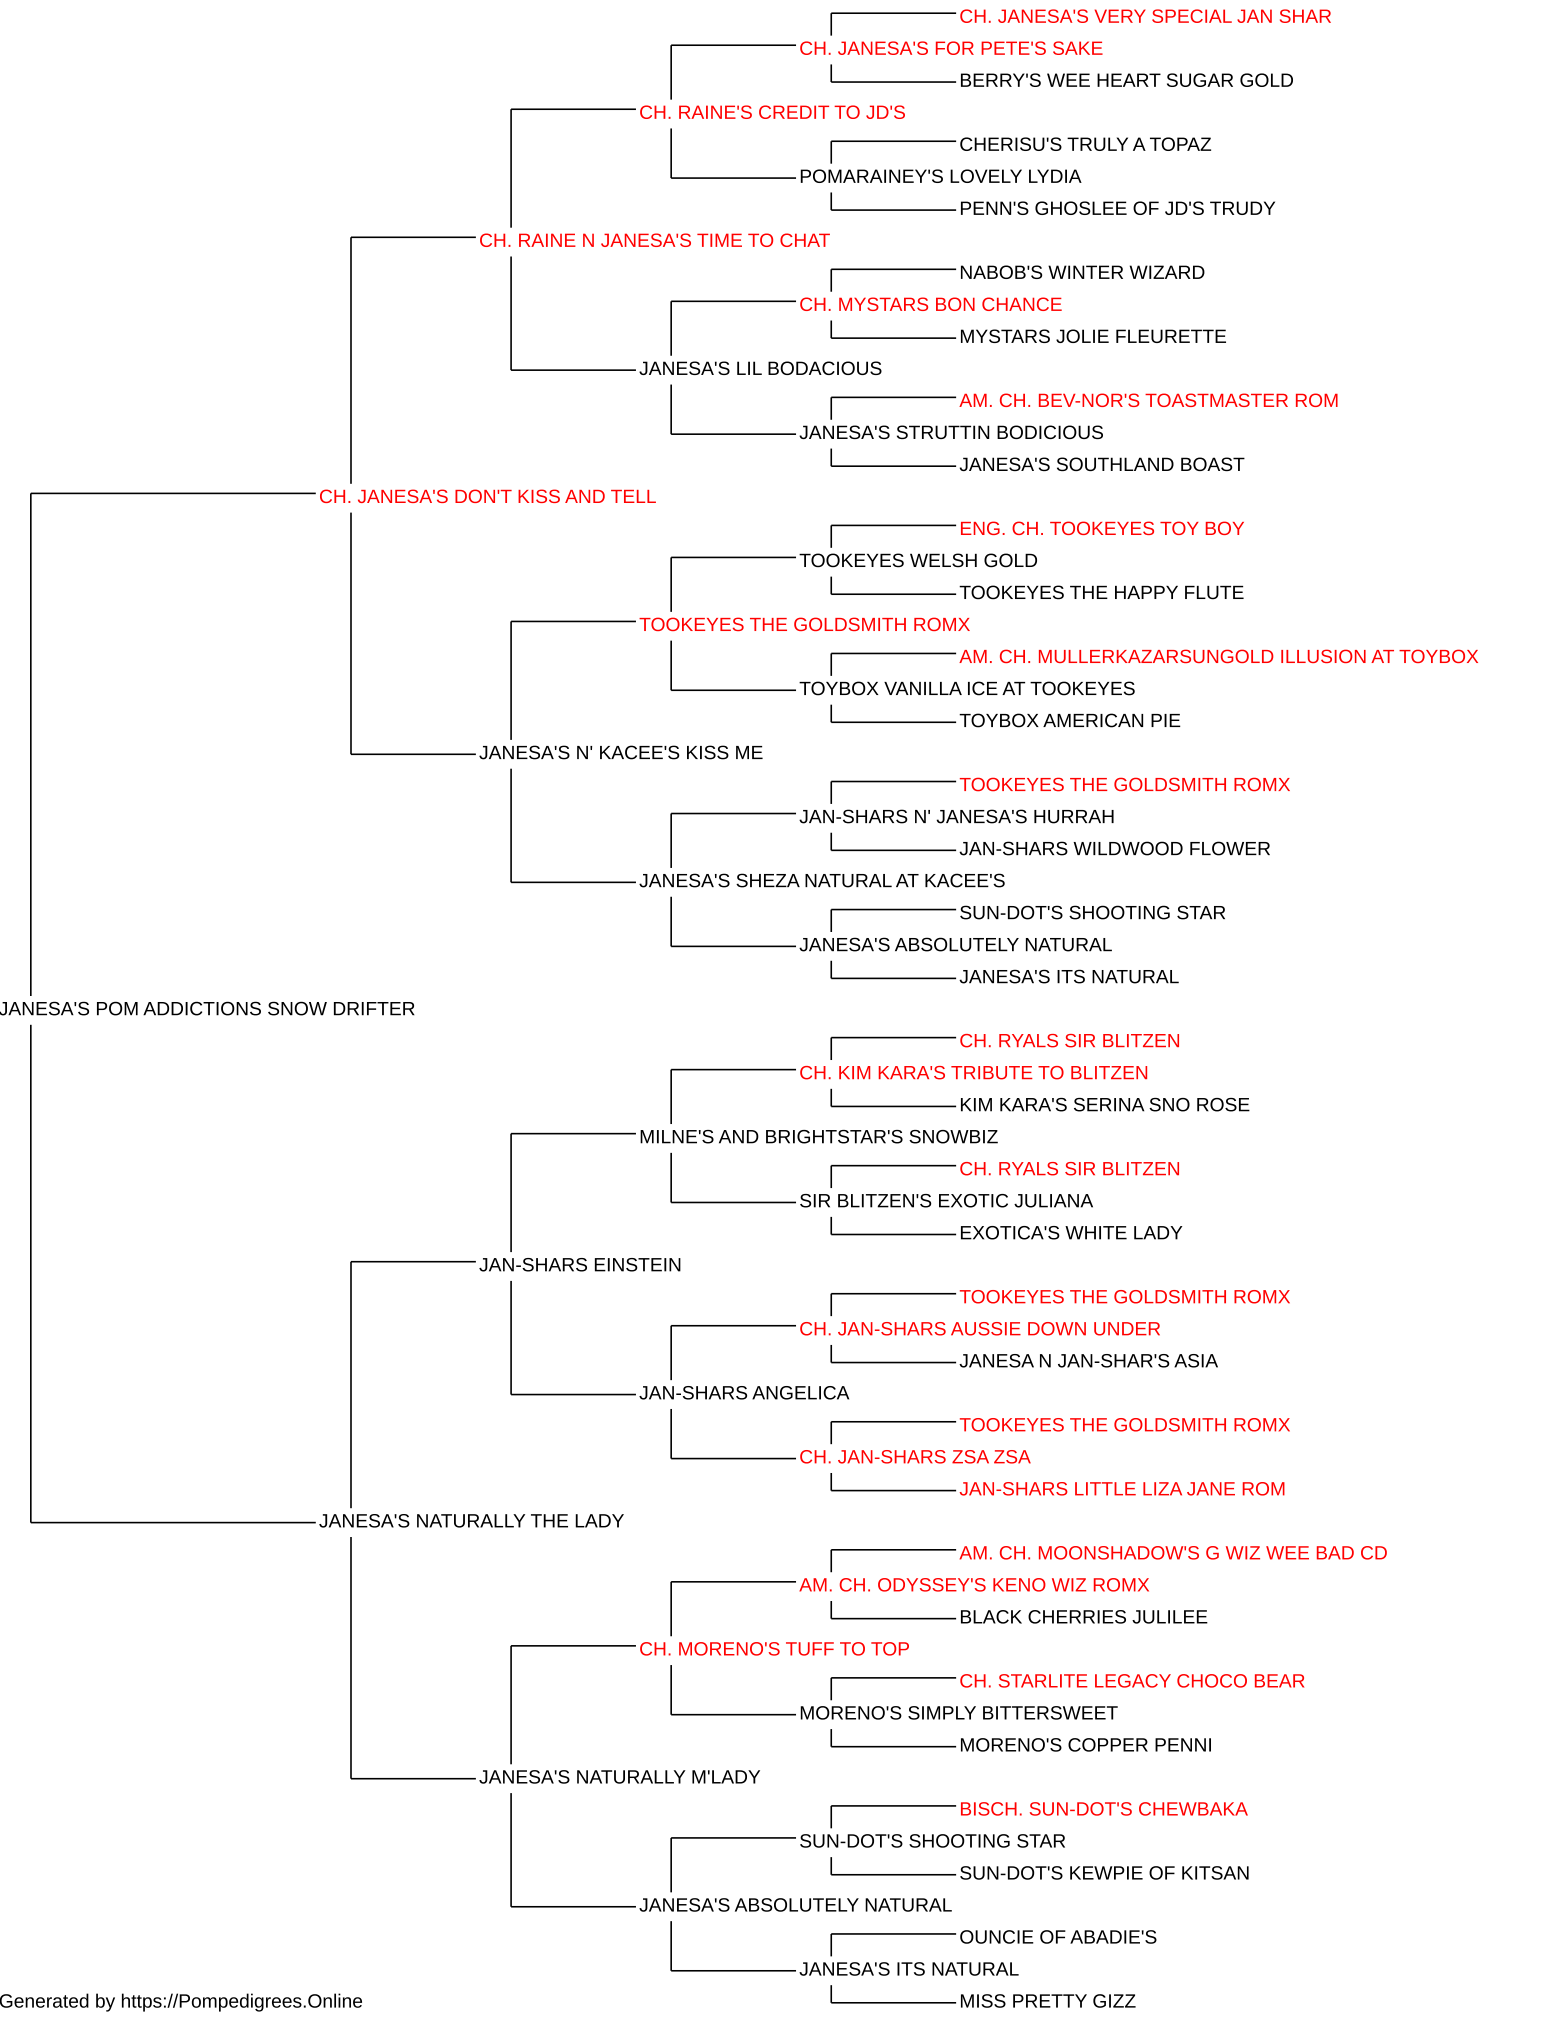 CH. JANESA'S VERY SPECIAL JAN SHAR
CH. JANESA'S FOR PETE'S SAKE
BERRY'S WEE HEART SUGAR GOLD
CH. RAINE'S CREDIT TO JD'S
CHERISU'S TRULY A TOPAZ
POMARAINEY'S LOVELY LYDIA
PENN'S GHOSLEE OF JD'S TRUDY
CH. RAINE N JANESA'S TIME TO CHAT
NABOB'S WINTER WIZARD
CH. MYSTARS BON CHANCE
MYSTARS JOLIE FLEURETTE
JANESA'S LIL BODACIOUS
AM. CH. BEV-NOR'S TOASTMASTER ROM
JANESA'S STRUTTIN BODICIOUS
JANESA'S SOUTHLAND BOAST
CH. JANESA'S DON'T KISS AND TELL
ENG. CH. TOOKEYES TOY BOY
TOOKEYES WELSH GOLD
TOOKEYES THE HAPPY FLUTE
TOOKEYES THE GOLDSMITH ROMX
AM. CH. MULLERKAZARSUNGOLD ILLUSION AT TOYBOX
TOYBOX VANILLA ICE AT TOOKEYES
TOYBOX AMERICAN PIE
JANESA'S N' KACEE'S KISS ME
TOOKEYES THE GOLDSMITH ROMX
JAN-SHARS N' JANESA'S HURRAH
JAN-SHARS WILDWOOD FLOWER
JANESA'S SHEZA NATURAL AT KACEE'S
SUN-DOT'S SHOOTING STAR
JANESA'S ABSOLUTELY NATURAL
JANESA'S ITS NATURAL
JANESA'S POM ADDICTIONS SNOW DRIFTER
CH. RYALS SIR BLITZEN
CH. KIM KARA'S TRIBUTE TO BLITZEN
KIM KARA'S SERINA SNO ROSE
MILNE'S AND BRIGHTSTAR'S SNOWBIZ
CH. RYALS SIR BLITZEN
SIR BLITZEN'S EXOTIC JULIANA
EXOTICA'S WHITE LADY
JAN-SHARS EINSTEIN
TOOKEYES THE GOLDSMITH ROMX
CH. JAN-SHARS AUSSIE DOWN UNDER
JANESA N JAN-SHAR'S ASIA
JAN-SHARS ANGELICA
TOOKEYES THE GOLDSMITH ROMX
CH. JAN-SHARS ZSA ZSA
JAN-SHARS LITTLE LIZA JANE ROM
JANESA'S NATURALLY THE LADY
AM. CH. MOONSHADOW'S G WIZ WEE BAD CD
AM. CH. ODYSSEY'S KENO WIZ ROMX
BLACK CHERRIES JULILEE
CH. MORENO'S TUFF TO TOP
CH. STARLITE LEGACY CHOCO BEAR
MORENO'S SIMPLY BITTERSWEET
MORENO'S COPPER PENNI
JANESA'S NATURALLY M'LADY
BISCH. SUN-DOT'S CHEWBAKA
SUN-DOT'S SHOOTING STAR
SUN-DOT'S KEWPIE OF KITSAN
JANESA'S ABSOLUTELY NATURAL
OUNCIE OF ABADIE'S
JANESA'S ITS NATURAL
MISS PRETTY GIZZ
Generated by https://Pompedigrees.Online